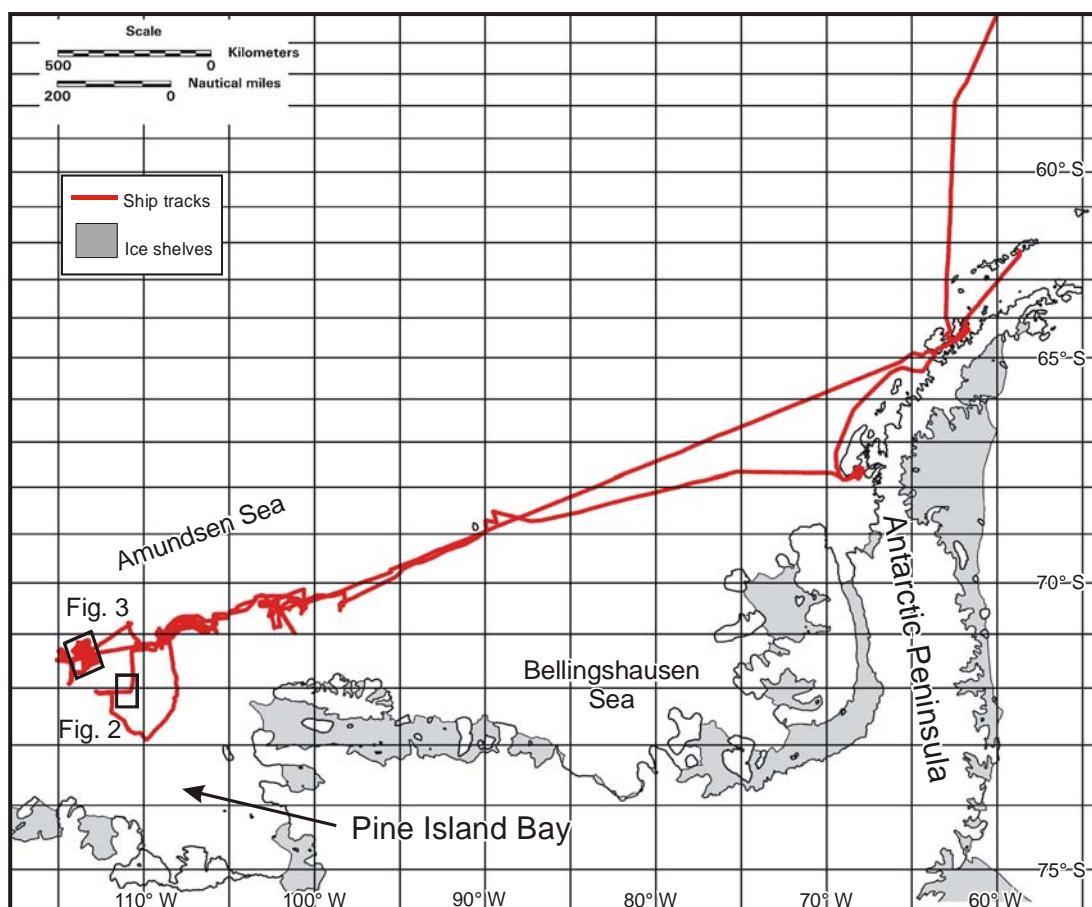 Scale
Kilometers
500 0
Nautical miles
200 0
60° S
Ship tracks
Ice shelves
65° S
Amundsen Sea
Antarctic Peninsula
70° S
Fig. 3
Bellingshausen
Sea
Fig. 2
Pine Island Bay
75° S
110° W 100° W 90° W 80° W 70° W 60° W